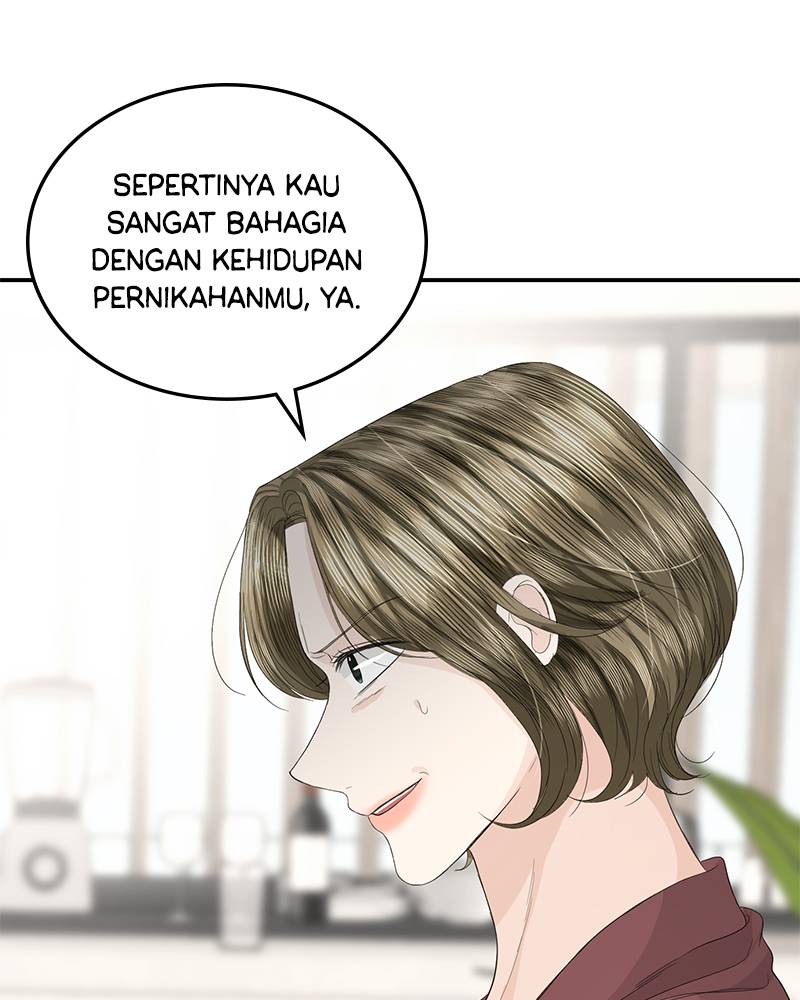 SEPERTINYA KAU
SANGAT BAHAGIA
DENGAN KEHIDUPAN
PERNIKAHANMU, YA.